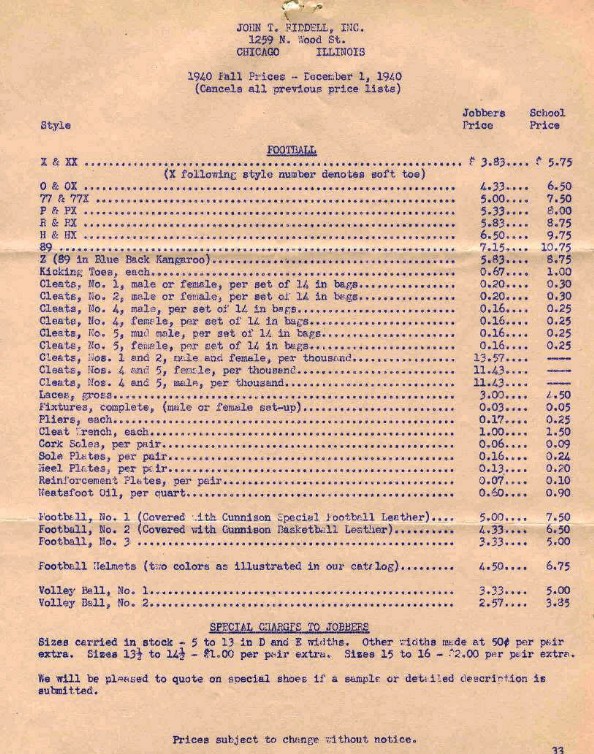 JOHN T. RIDDELL, INC.
1259 N. Wood St.
CHICAGO ILLINOIS
1940 Fall Prices - December 1, 1940
(Cancels all previous price lists)
Style Jobbers Price School Price
FOOTBALL
X & XX ........ $ 3.83.... $ 5.75
(X following style number denotes soft toe)
O & OX ........ 4.33.... 6.50
77 & 77X ........ 5.00.... 7.50
P & PX ........ 5.33.... 8.00
R & RX ........ 5.83.... 8.75
H & HX ........ 6.50.... 9.75
89 ........ 7.15.... 10.75
Z (89 in Blue Back Kangaroo)........ 5.83.... 8.75
Kicking Toes, each........ 0.67.... 1.00
Cleats, No. 1, male or female, per set of 14 in bags........ 0.20.... 0.30
Cleats, No. 2, male or female, per set of 14 in bags........ 0.20.... 0.30
Cleats, No. 4, male, per set of 14 in bags........ 0.16.... 0.25
Cleats, No. 4, female, per set of 14 in bags........ 0.16.... 0.25
Cleats, No. 5, mud male, per set of 14 in bags........ 0.16.... 0.25
Cleats, No. 5, female, per set of 14 in bags........ 0.16.... 0.25
Cleats, Nos. 1 and 2, male and female, per thousand........ 13.57.... ----
Cleats, Nos. 4 and 5, female, per thousand........ 11.43.... ----
Cleats, Nos. 4 and 5, male, per thousand........ 11.43.... ----
Laces, gross........ 3.00.... 4.50
Fixtures, complete, (male or female set-up)........ 0.03.... 0.05
Pliers, each........ 0.17.... 0.25
Cleat Wrench, each........ 1.00.... 1.50
Cork Soles, per pair........ 0.06.... 0.09
Sole Plates, per pair........ 0.16.... 0.24
Heel Plates, per pair........ 0.13.... 0.20
Reinforcement Plates, per pair........ 0.07.... 0.10
Neatsfoot Oil, per quart........ 0.60.... 0.90
Football, No. 1 (Covered with Gunnison Special Football Leather).... 5.00.... 7.50
Football, No. 2 (Covered with Gunnison Basketball Leather)........ 4.33.... 6.50
Football, No. 3 ........ 3.33.... 5.00
Football Helmets (two colors as illustrated in our catalog)........ 4.50.... 6.75
Volley Ball, No. 1........ 3.33.... 5.00
Volley Ball, No. 2........ 2.57.... 3.85
SPECIAL CHARGES TO JOBBERS
Sizes carried in stock - 5 to 13 in D and E widths. Other widths made at 50¢ per pair
extra. Sizes 13½ to 14½ - $1.00 per pair extra. Sizes 15 to 16 - $2.00 per pair extra.
We will be pleased to quote on special shoes if a sample or detailed description is
submitted.
Prices subject to change without notice.
33